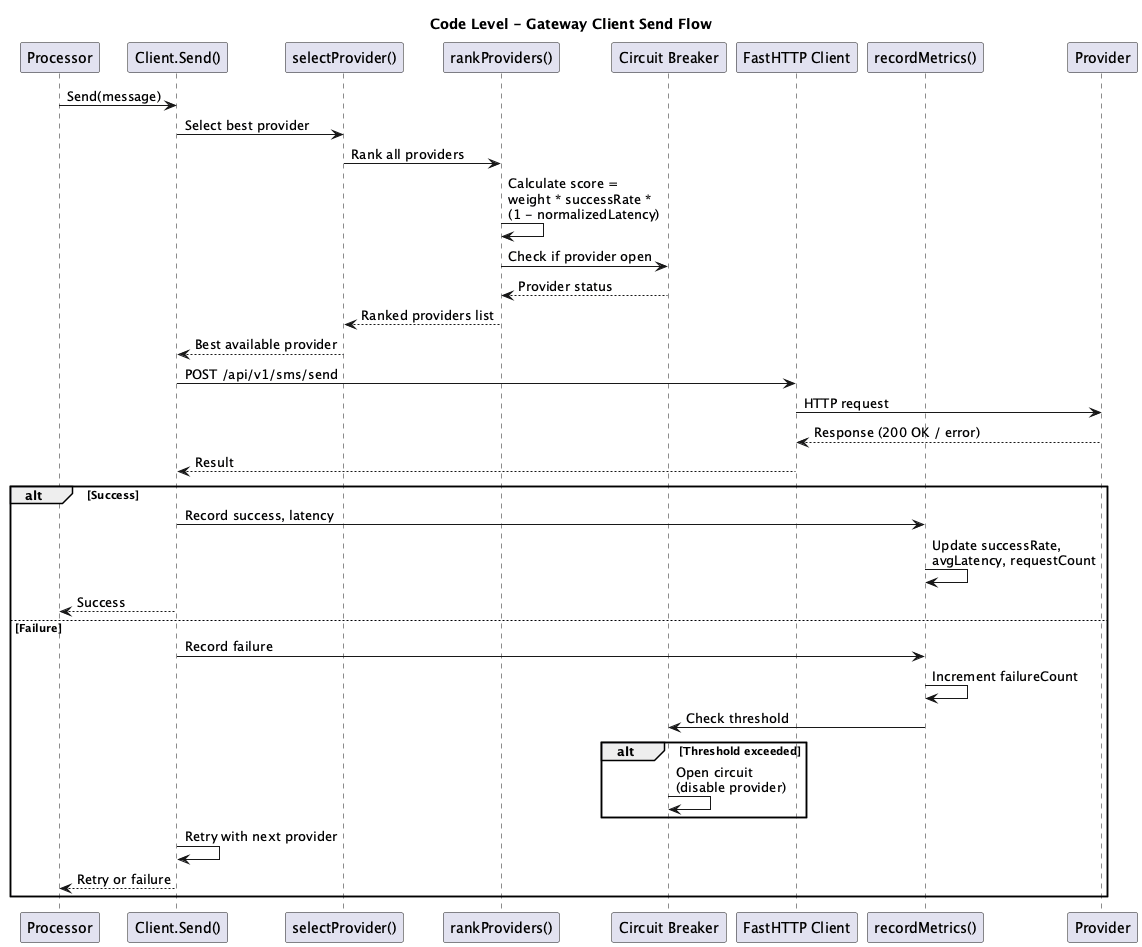 Code Level – Gateway Client Send Flow
Processor
Client.Send()
selectProvider()
rankProviders()
Circuit Breaker
FastHTTP Client
recordMetrics()
Provider
Send(message)
Select best provider
Rank all providers
Calculate score =
weight * successRate *
(1 – normalizedLatency)
Check if provider open
Provider status
Ranked providers list
Best available provider
POST /api/v1/sms/send
HTTP request
Response (200 OK / error)
Result
alt
[Success]
Record success, latency
Update successRate,
avgLatency, requestCount
Success
[Failure]
Record failure
Increment failureCount
Check threshold
alt
[Threshold exceeded]
Open circuit
(disable provider)
Retry with next provider
Retry or failure
Processor
Client.Send()
selectProvider()
rankProviders()
Circuit Breaker
FastHTTP Client
recordMetrics()
Provider